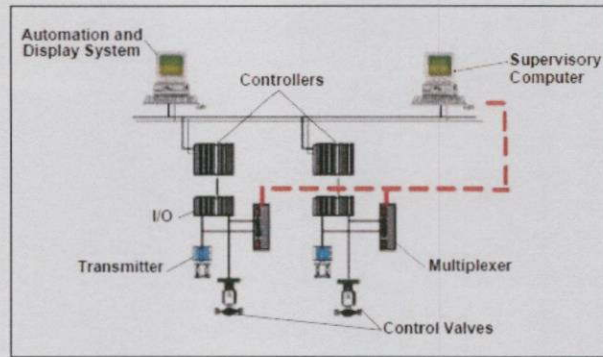 Automation and
Display System
Controllers
Supervisory
Computer
I/O
Transmitter
Multiplexer
Control Valves